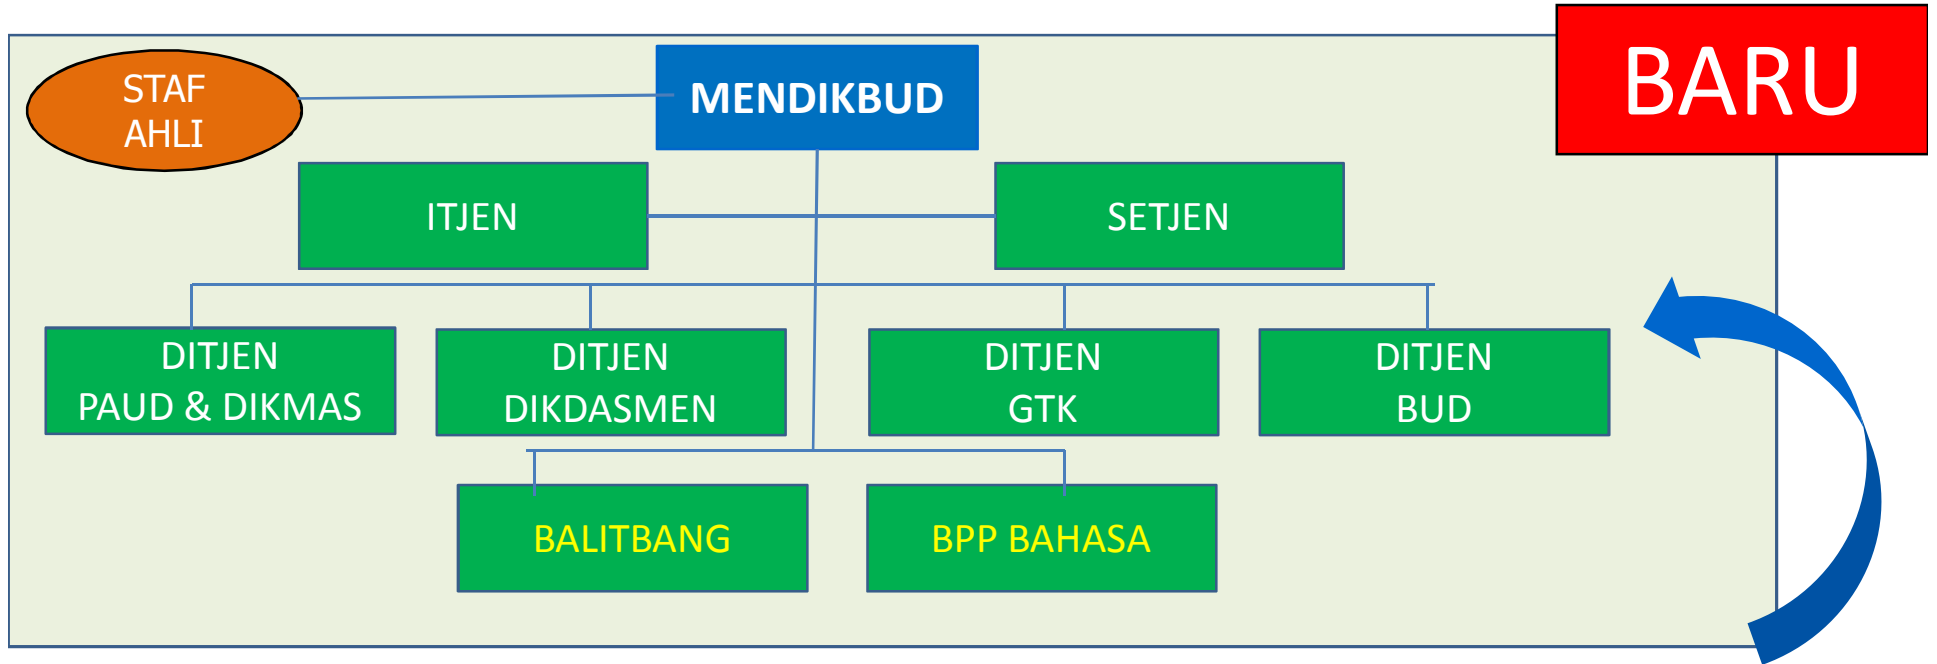 BARU
STAF
AHLI
MENDIKBUD
ITJEN
SETJEN
DITJEN
PAUD & DIKMAS
DITJEN
DIKDASMEN
DITJEN
GTK
DITJEN
BUD
BALITBANG
BPP BAHASA